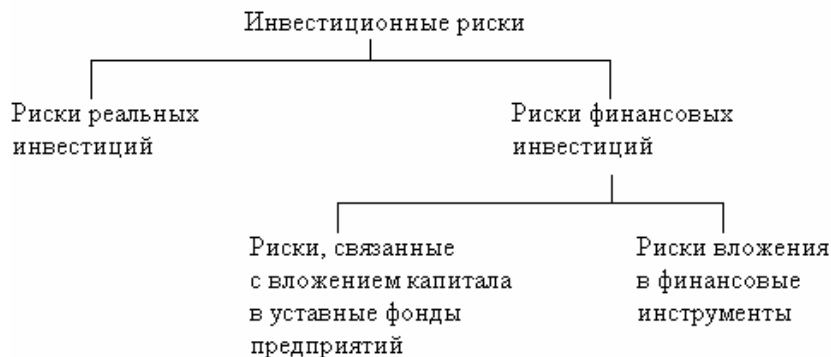 Инвестиционные риски
Риски реальных
инвестиций
Риски финансовых
инвестиций
Риски, связанные
с вложением капитала
в уставные фонды
предприятий
Риски вложения
в финансовые
инструменты